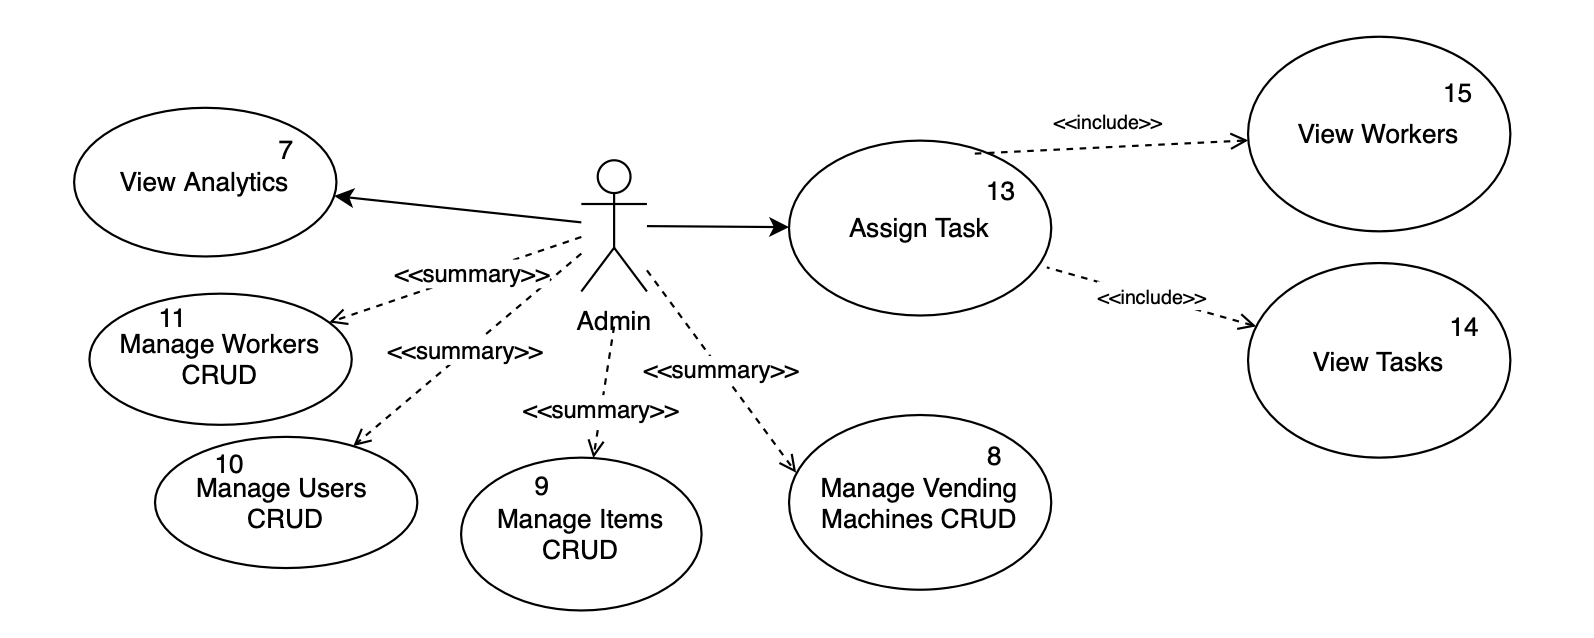 15
<<include>>
View Workers
7
View Analytics
13
Assign Task
<<summary>>
<<include>>
11
Manage Workers
CRUD
Admin
14
View Tasks
<<summary>>
<<summary>>
<<summary>>
10
Manage Users
CRUD
9
Manage Items
CRUD
8
Manage Vending
Machines CRUD